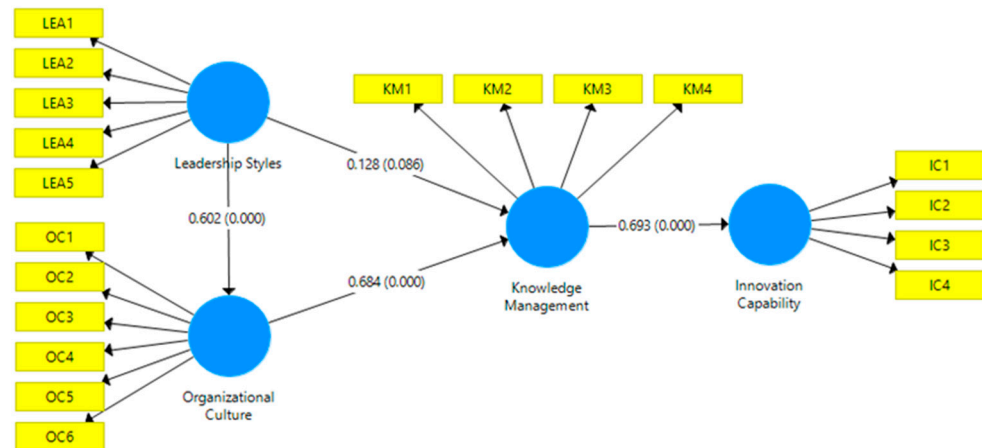 LEA1
LEA2
LEA3
LEA4
LEA5
Leadership Styles
KM1
KM2
KM3
KM4
0.128 (0.086)
0.602 (0.000)
OC1
OC2
OC3
OC4
OC5
OC6
Organizational
Culture
0.684 (0.000)
Knowledge
Management
0.693 (0.000)
Innovation
Capability
IC1
IC2
IC3
IC4